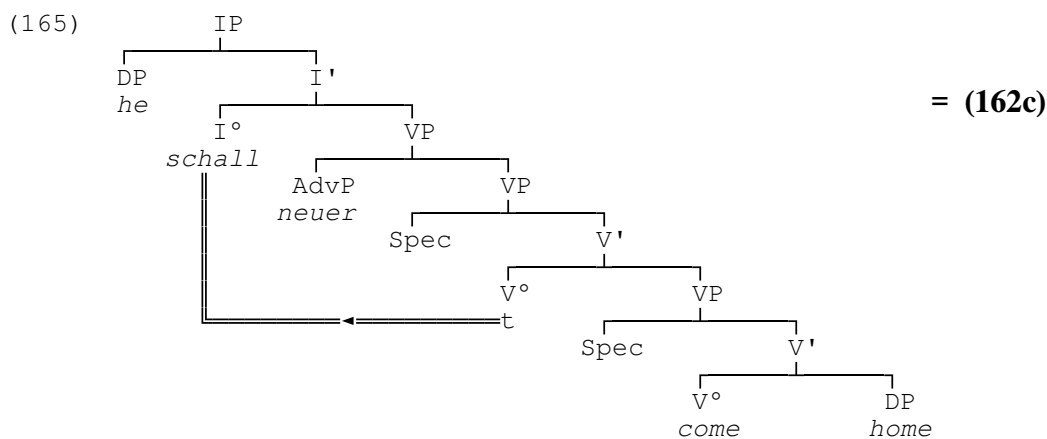 (165) IP
DP I'
he = (162c)
I° VP
schall
AdvP VP
neuer
Spec V'
V° VP
t
Spec V'
V° DP
come home